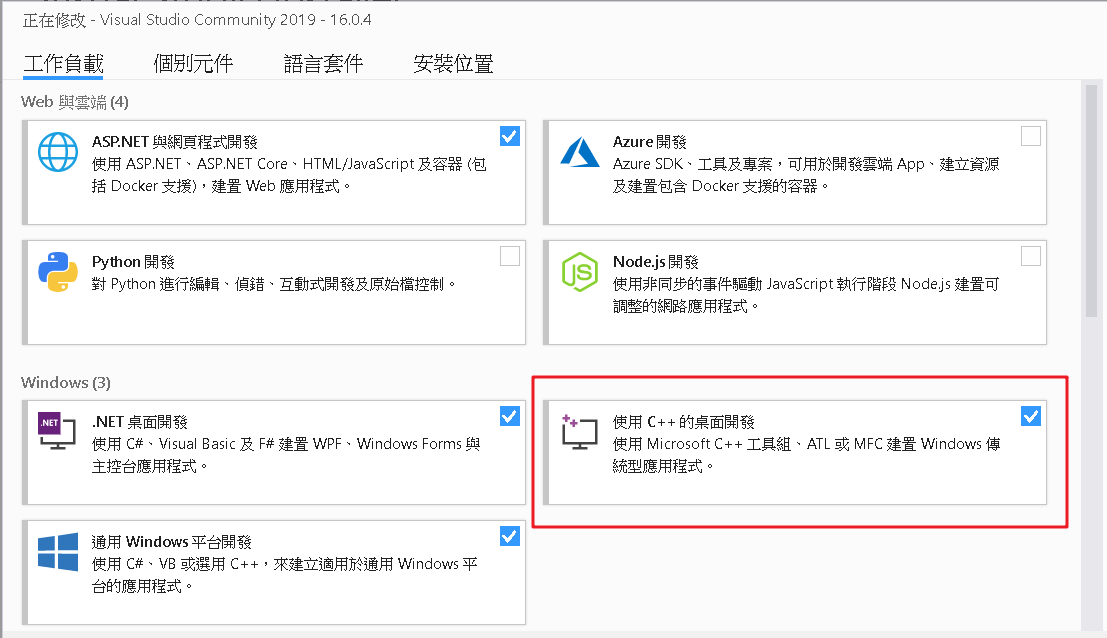 正在修改 - Visual Studio Community 2019 - 16.0.4
工作負載 個別元件 語言套件 安裝位置
Web 與雲端 (4)
ASP.NET 與網頁程式開發
使用 ASP.NET、ASP.NET Core、HTML/JavaScript 及容器 (包
括 Docker 支援)，建置 Web 應用程式。
Azure 開發
Azure SDK、工具及專案，可用於開發雲端 App、建立資源
及建置包含 Docker 支援的容器。
Python 開發
對 Python 進行編輯、偵錯、互動式開發及原始檔控制。
Node.js 開發
使用非同步的事件驅動 JavaScript 執行階段 Node.js 建置可
調整的網路應用程式。
Windows (3)
.NET
.NET 桌面開發
使用 C#、Visual Basic 及 F# 建置 WPF、Windows Forms 與
主控台應用程式。
使用 C++ 的桌面開發
使用 Microsoft C++ 工具組、ATL 或 MFC 建置 Windows 傳
統型應用程式。
通用 Windows 平台開發
使用 C#、VB 或選用 C++，來建立適用於通用 Windows 平
台的應用程式。